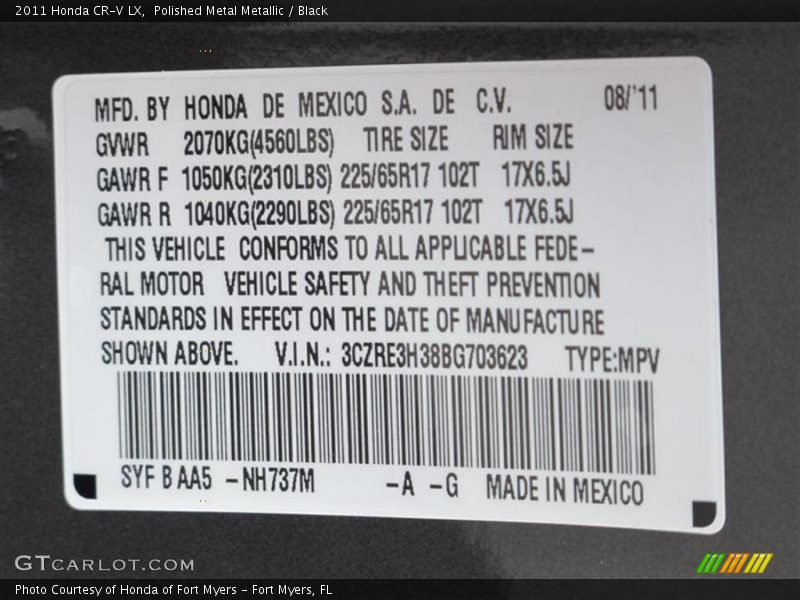 2011 Honda CR-V LX,  Polished Metal Metallic / Black
MFD. BY HONDA DE MEXICO S.A. DE C.V. 08/'11
GVWR 2070KG(4560LBS) TIRE SIZE RIM SIZE
GAWR F 1050KG(2310LBS) 225/65R17 102T 17X6.5J
GAWR R 1040KG(2290LBS) 225/65R17 102T 17X6.5J
THIS VEHICLE CONFORMS TO ALL APPLICABLE FEDE-
RAL MOTOR VEHICLE SAFETY AND THEFT PREVENTION
STANDARDS IN EFFECT ON THE DATE OF MANUFACTURE
SHOWN ABOVE. V.I.N.: 3CZRE3H38BG703623 TYPE:MPV
SYF B AA5 -NH737M -A -G MADE IN MEXICO
GTCARLOT.COM
Photo Courtesy of Honda of Fort Myers - Fort Myers, FL